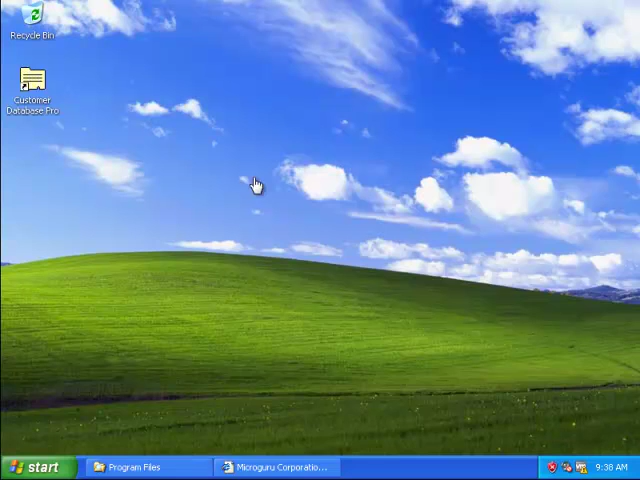 Recycle Bin
Customer
Database Pro
start
Program Files
Microguru Corporatio...
9:38 AM